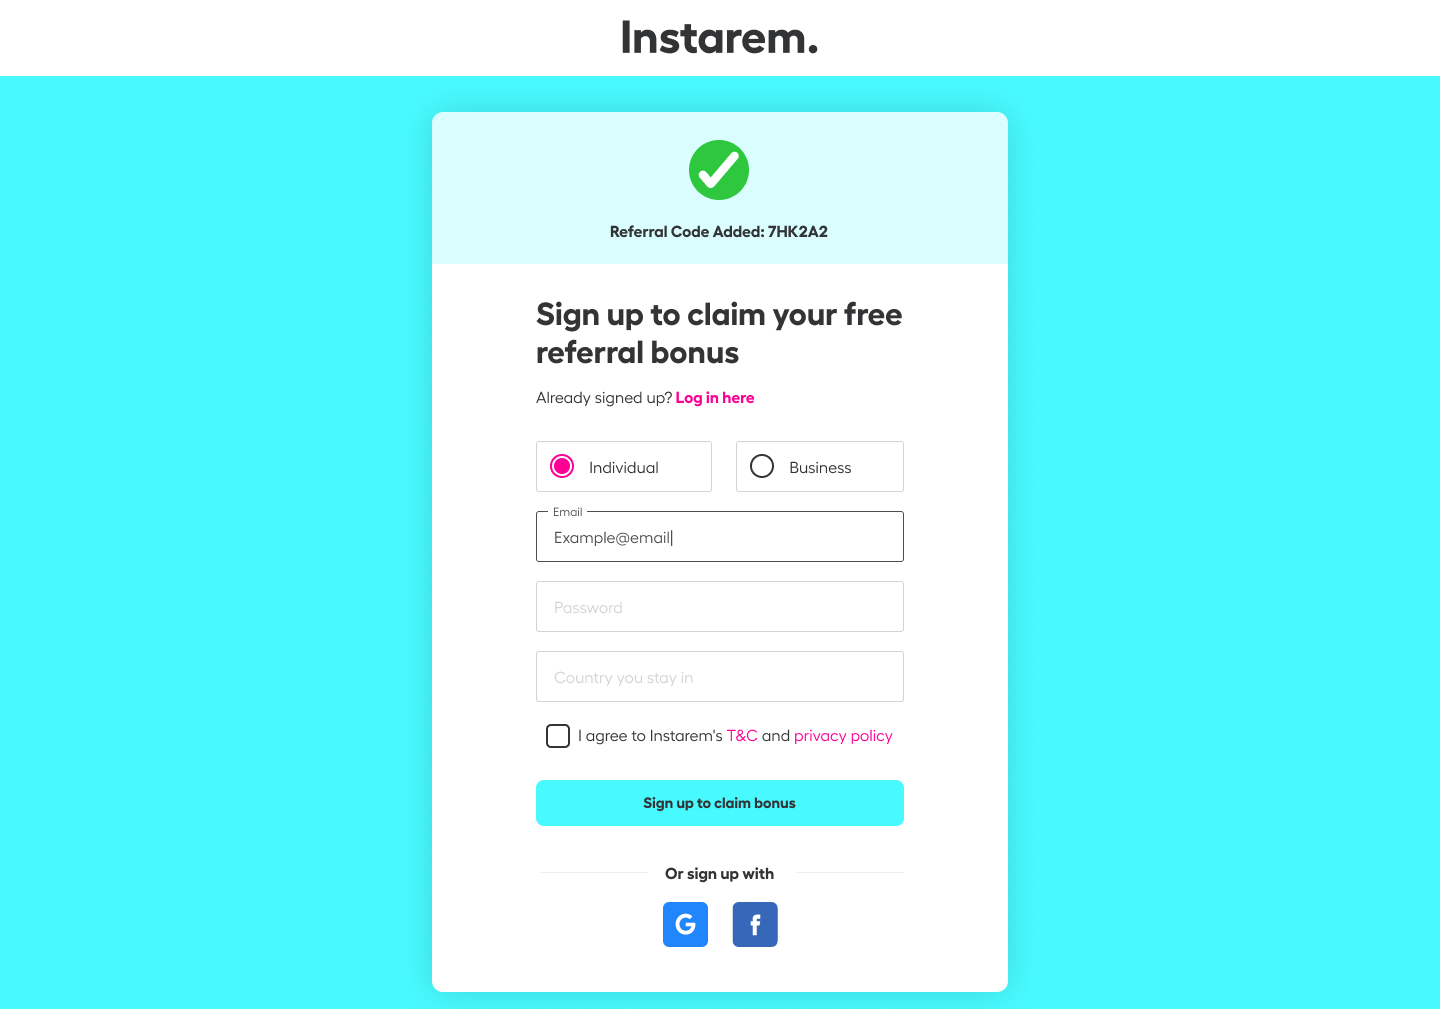 Instarem.
Referral Code Added: 7HK2A2
Sign up to claim your free
referral bonus
Already signed up? Log in here
Individual
Business
Email
Example@email
Password
Country you stay in
I agree to Instarem's T&C and privacy policy
Sign up to claim bonus
Or sign up with
G
f